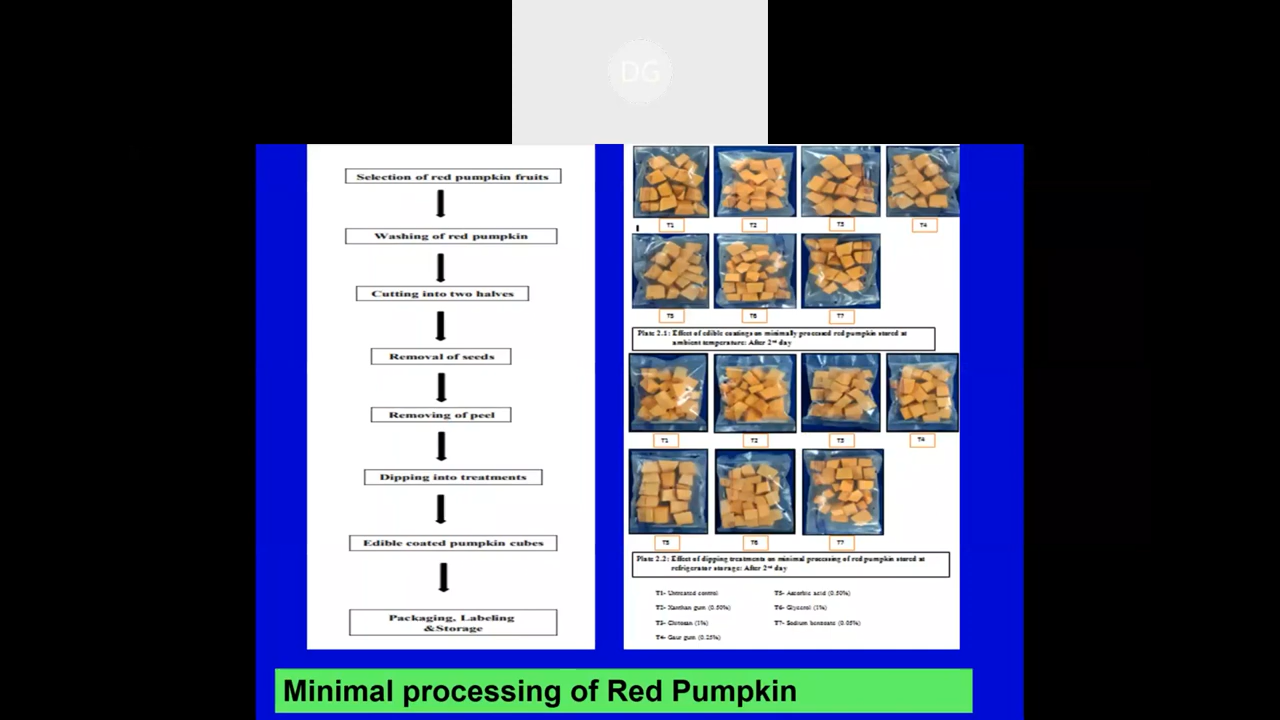 DG
Selection of red pumpkin fruits
Washing of red pumpkin
Cutting into two halves
Removal of seeds
Removing of peel
Dipping into treatments
Edible coated pumpkin cubes
Packaging, Labeling
&Storage
T1 T2 T3 T4
T5 T6 T7
Plate 2.1: Effect of edible coatings on minimally processed red pumpkin stored at
ambient temperature: After 2nd day
T1 T2 T3 T4
T5 T6 T7
Plate 2.2: Effect of dipping treatments on minimal processing of red pumpkin stored at
refrigerator storage: After 2nd day
T1- Untreated control
T2- Xanthan gum (0.50%)
T3- Chitosan (1%)
T4- Gaur gum (0.25%)
T5- Ascorbic acid (0.50%)
T6- Glycerol (1%)
T7- Sodium benzoate (0.05%)
Minimal processing of Red Pumpkin